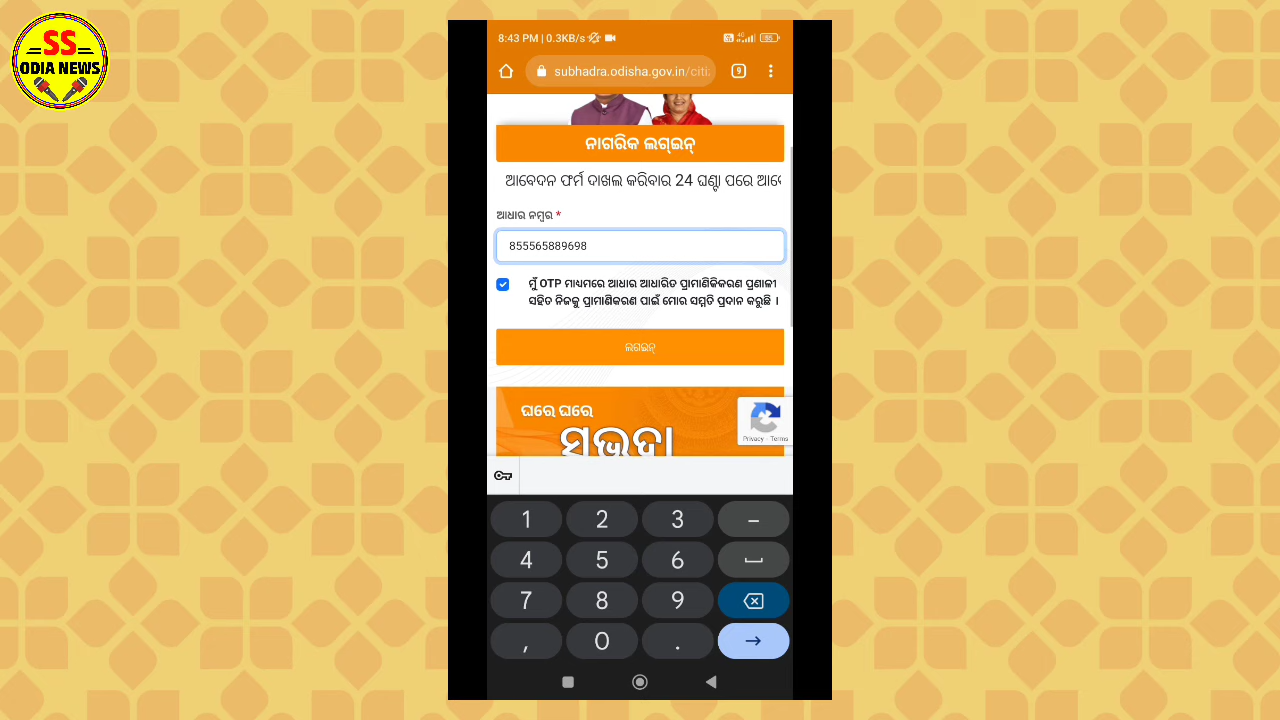 SS
ODIA NEWS
8:43 PM | 0.3KB/s
4G
56
subhadra.odisha.gov.in/citi
9
ନାଗରିକ ଲଗ୍ଇନ୍
ଆବେଦନ ଫର୍ମ ଦାଖଲ କରିବାର 24 ଘଣ୍ଟା ପରେ
ଆଧାର ନମ୍ବର *
855565889698
ମୁଁ OTP ମାଧ୍ୟମରେ ଆଧାର ଆଧାରିତ ପ୍ରାମାଣିକିକରଣ ପ୍ରଣାଳୀ
ସହିତ ନିଜକୁ ପ୍ରାମାଣିକରଣ ପାଇଁ ମୋର ସମ୍ମତି ପ୍ରଦାନ କରୁଛି ।
ଲଗଇନ୍
ଘରେ ଘରେ
ସୁଭଦ୍ରା
Privacy - Terms
1 2 3 –
4 5 6
7 8 9
, 0 .